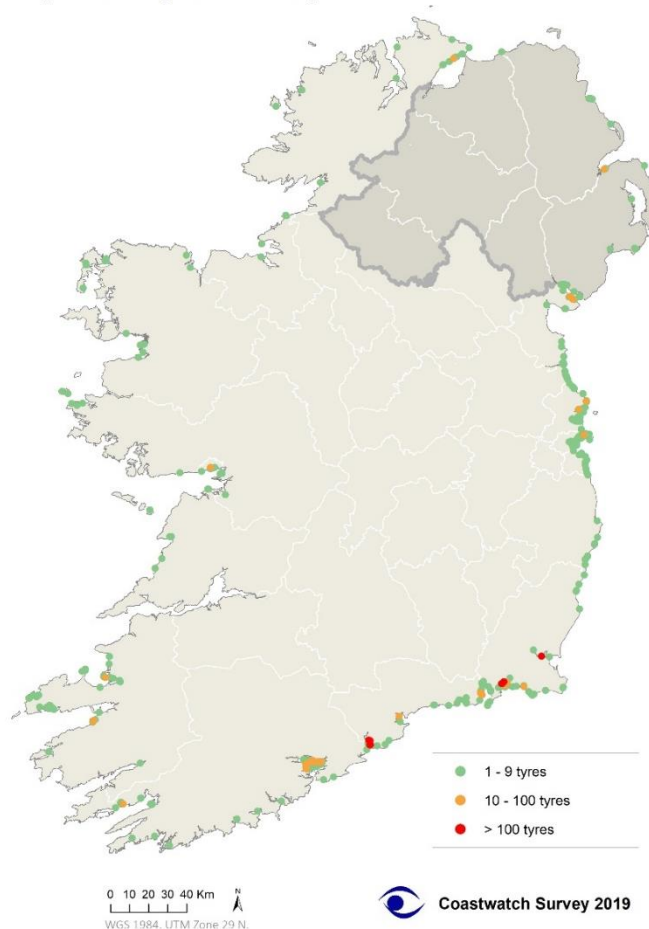 1 - 9 tyres
10 - 100 tyres
> 100 tyres
0 10 20 30 40 Km
N
WGS 1984, UTM Zone 29 N.
Coastwatch Survey 2019